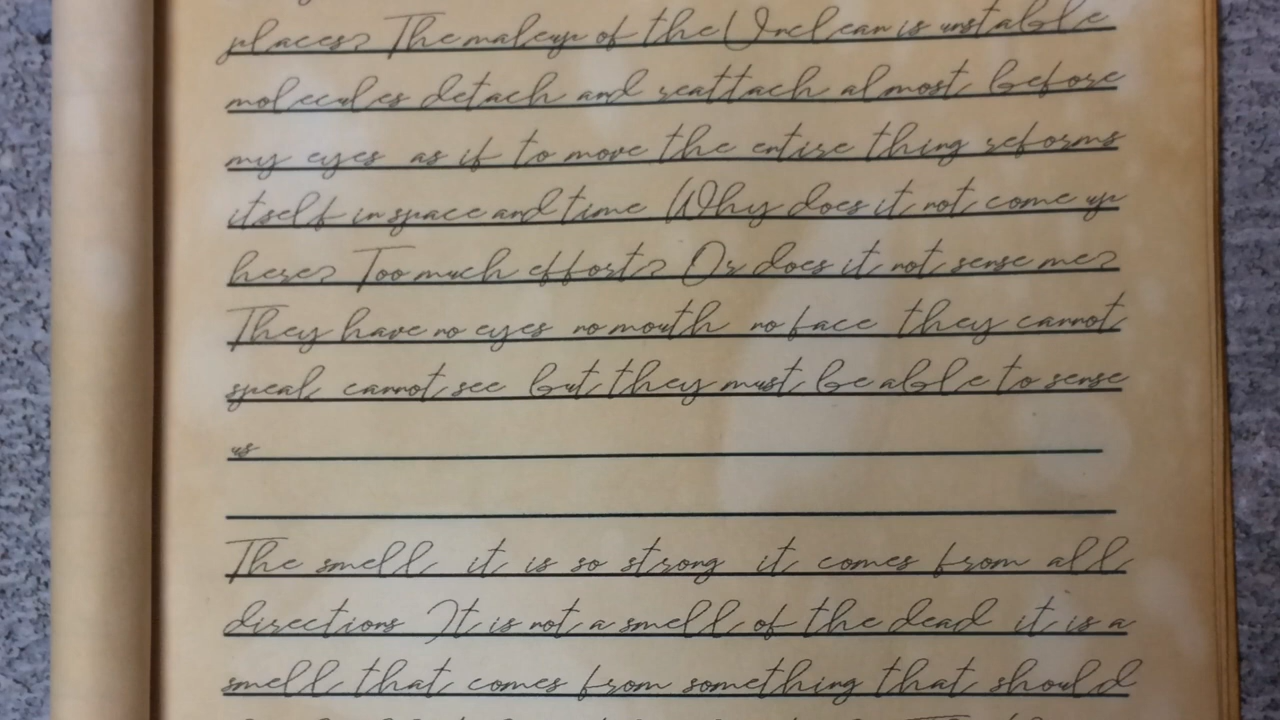 places? The makeup of the Unclean is unstable
molecules detach and reattach almost before
my eyes as if to move the entire thing reforms
itself in space and time Why does it not come up
here? Too much effort? Or does it not sense me?
They have no eyes no mouth no face they cannot
speak cannot see but they must be able to sense
us
The smell it is so strong it comes from all
directions It is not a smell of the dead it is a
smell that comes from something that should